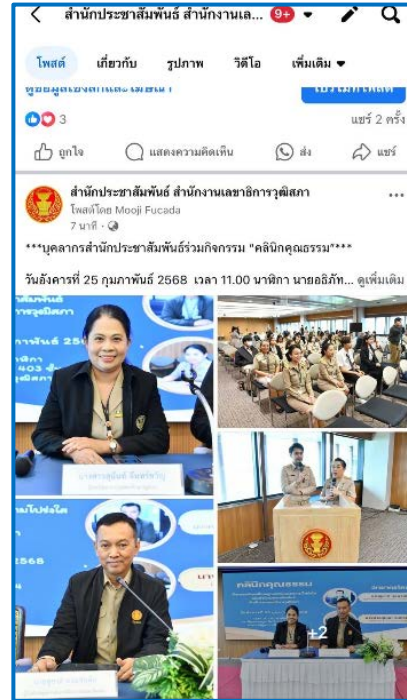 สำนักประชาสัมพันธ์ สำนักงานเล... 9+
โพสต์ เกี่ยวกับ รูปภาพ วิดีโอ เพิ่มเติม
3
แชร์ 2 ครั้ง
ถูกใจ แสดงความคิดเห็น ส่ง แชร์
สำนักประชาสัมพันธ์ สำนักงานเลขาธิการวุฒิสภา
โพสต์โดย Mooji Fucada
7 นาที
***บุคลากรสำนักประชาสัมพันธ์ร่วมกิจกรรม "คลินิกคุณธรรม"***
วันอังคารที่ 25 กุมภาพันธ์ 2568 เวลา 11.00 นาฬิกา นายอธิภัท... ดูเพิ่มเติม
คลินิกคุณธรรม
+2